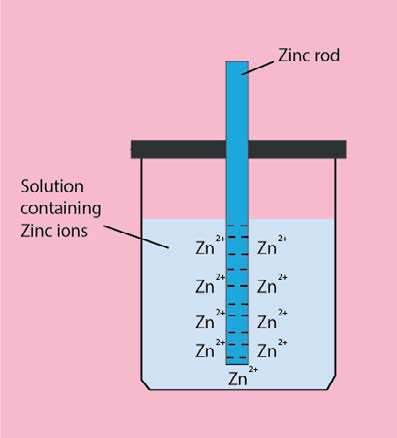 Zinc rod
Solution
containing
Zinc ions
Zn²⁺ Zn²⁺
Zn²⁺ Zn²⁺
Zn²⁺ Zn²⁺
Zn²⁺ Zn²⁺
Zn²⁺